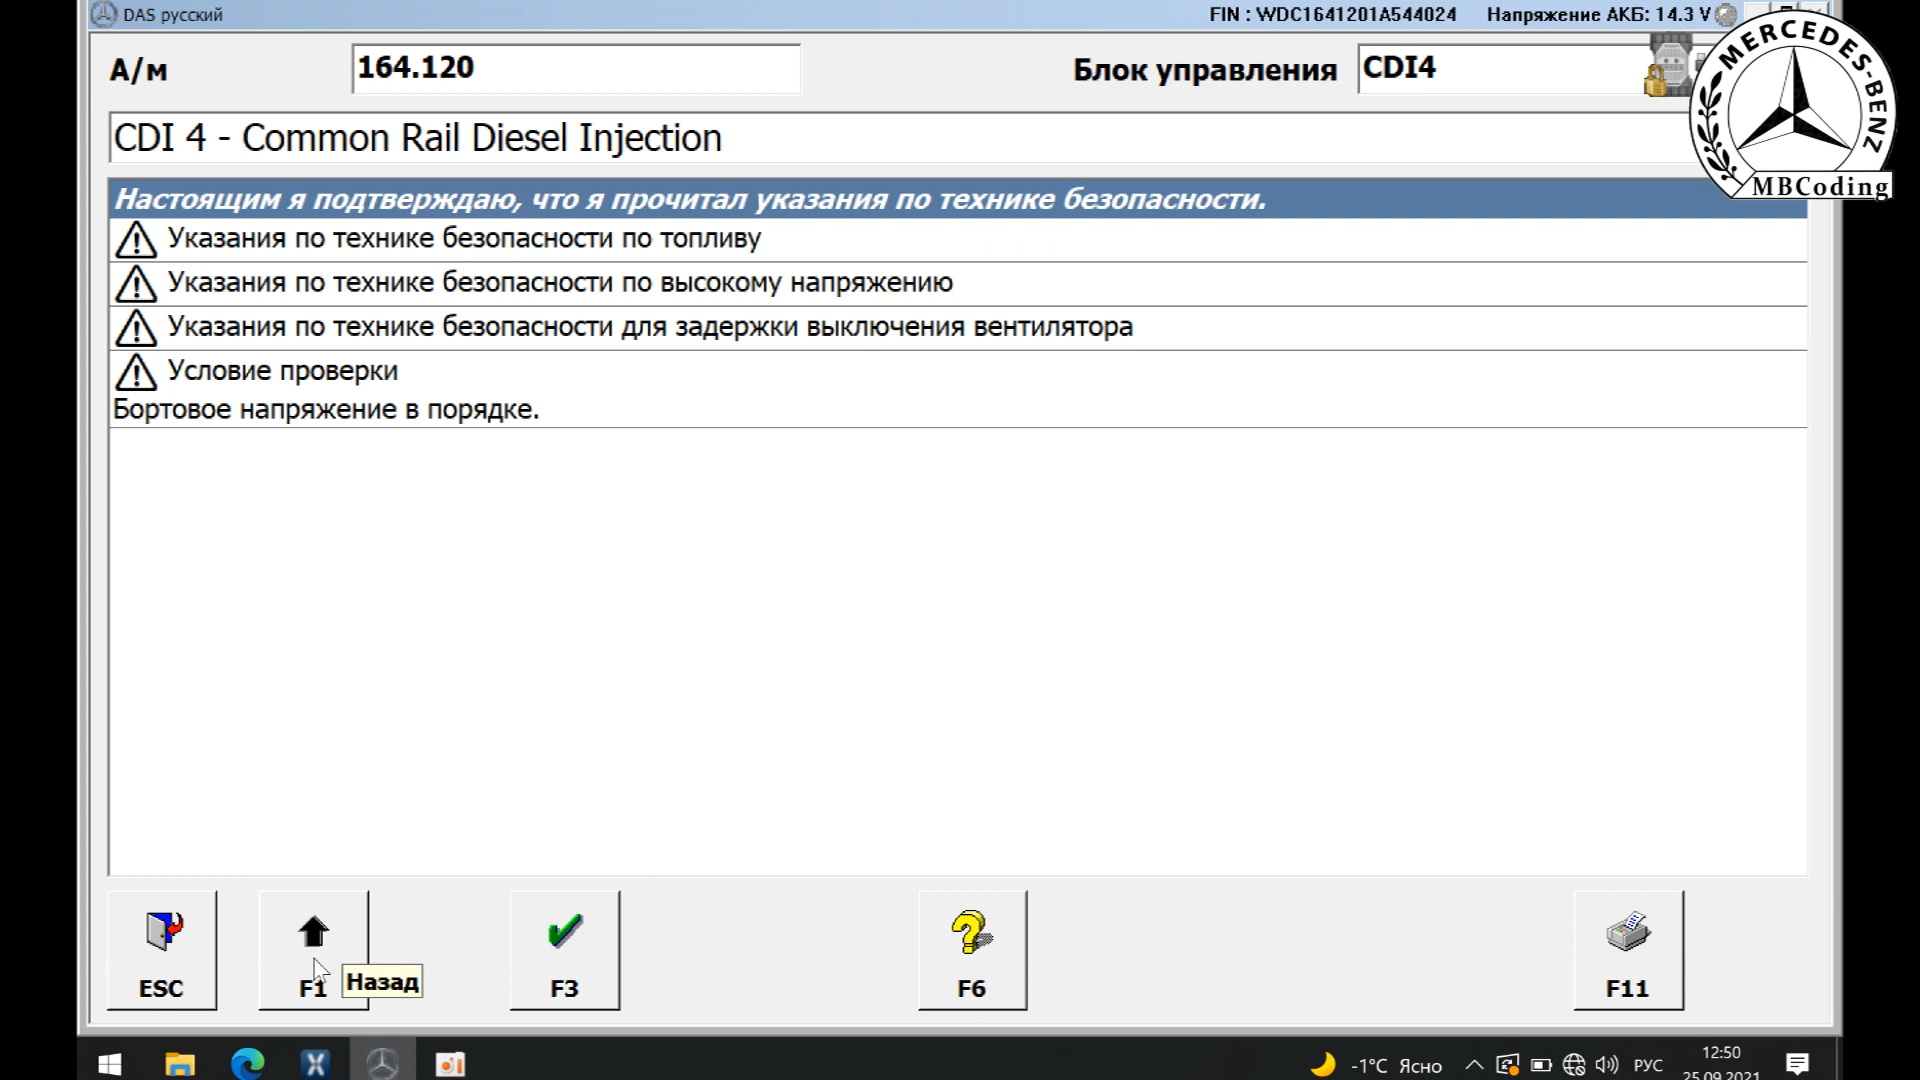 DAS русский
FIN : WDC1641201A544024 Напряжение АКБ: 14.3 V
А/м 164.120 Блок управления CDI4
MERCEDES-BENZ
MBCoding
CDI 4 - Common Rail Diesel Injection
Настоящим я подтверждаю, что я прочитал указания по технике безопасности.
Указания по технике безопасности по топливу
Указания по технике безопасности по высокому напряжению
Указания по технике безопасности для задержки выключения вентилятора
Условие проверки
Бортовое напряжение в порядке.
ESC F1 Назад F3 F6 F11
-1°C Ясно РУС 12:50
25.09.2021